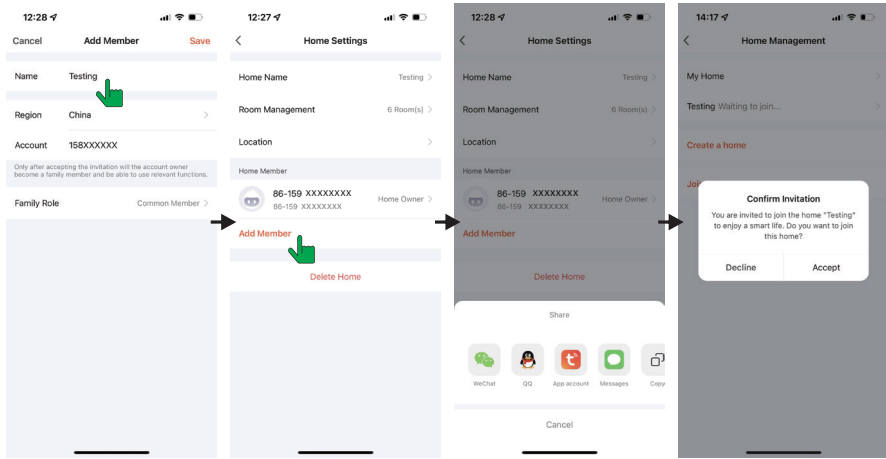 12:28
Cancel Add Member Save
Name Testing
Region China
Account 158XXXXXX
Only after accepting the invitation will the account owner
become a family member and be able to use relevant functions.
Family Role Common Member
12:27
Home Settings
Home Name Testing
Room Management 6 Room(s)
Location
Home Member
86-159 XXXXXXXX
86-159 XXXXXXXX
Home Owner
Add Member
Delete Home
12:28
Home Settings
Home Name Testing
Room Management 6 Room(s)
Location
Home Member
86-159 XXXXXXXX
86-159 XXXXXXXX
Home Owner
Add Member
Delete Home
Share
WeChat QQ App account Messages Copy
Cancel
14:17
Home Management
My Home
Testing Waiting to join...
Create a home
Joi
Confirm Invitation
You are invited to join the home "Testing"
to enjoy a smart life. Do you want to join
this home?
Decline Accept